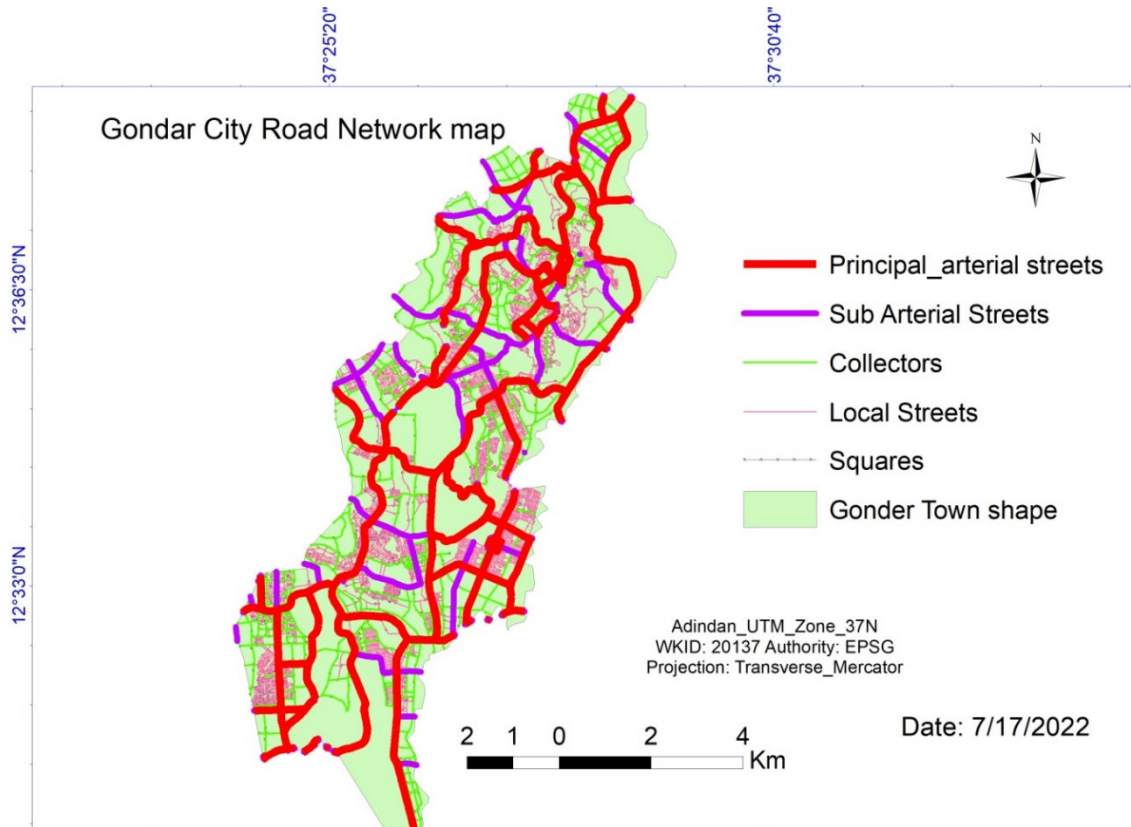 37°25'20"
37°30'40"
Gondar City Road Network map
N
12°36'30"N
12°33'0"N
Principal_arterial streets
Sub Arterial Streets
Collectors
Local Streets
Squares
Gonder Town shape
Adindan_UTM_Zone_37N
WKID: 20137 Authority: EPSG
Projection: Transverse_Mercator
Date: 7/17/2022
2 1 0 2 4
Km